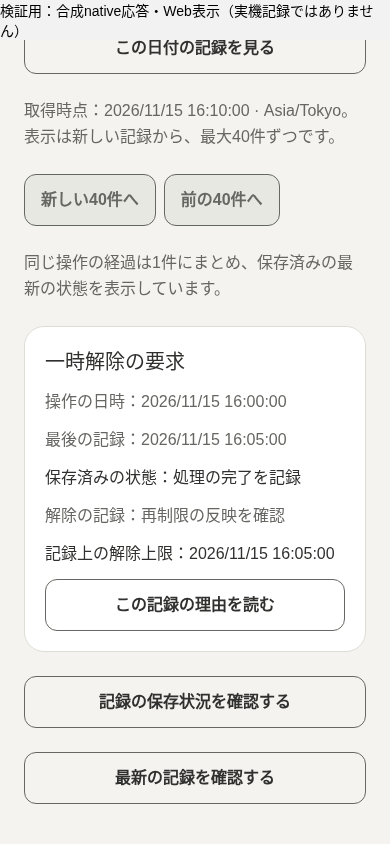 検証用：合成native応答・Web表示（実機記録ではありませ
ん）
この日付の記録を見る
取得時点：2026/11/15 16:10:00 · Asia/Tokyo。
表示は新しい記録から、最大40件ずつです。
新しい40件へ
前の40件へ
同じ操作の経過は1件にまとめ、保存済みの最
新の状態を表示しています。
一時解除の要求
操作の日時：2026/11/15 16:00:00
最後の記録：2026/11/15 16:05:00
保存済みの状態：処理の完了を記録
解除の記録：再制限の反映を確認
記録上の解除上限：2026/11/15 16:05:00
この記録の理由を読む
記録の保存状況を確認する
最新の記録を確認する